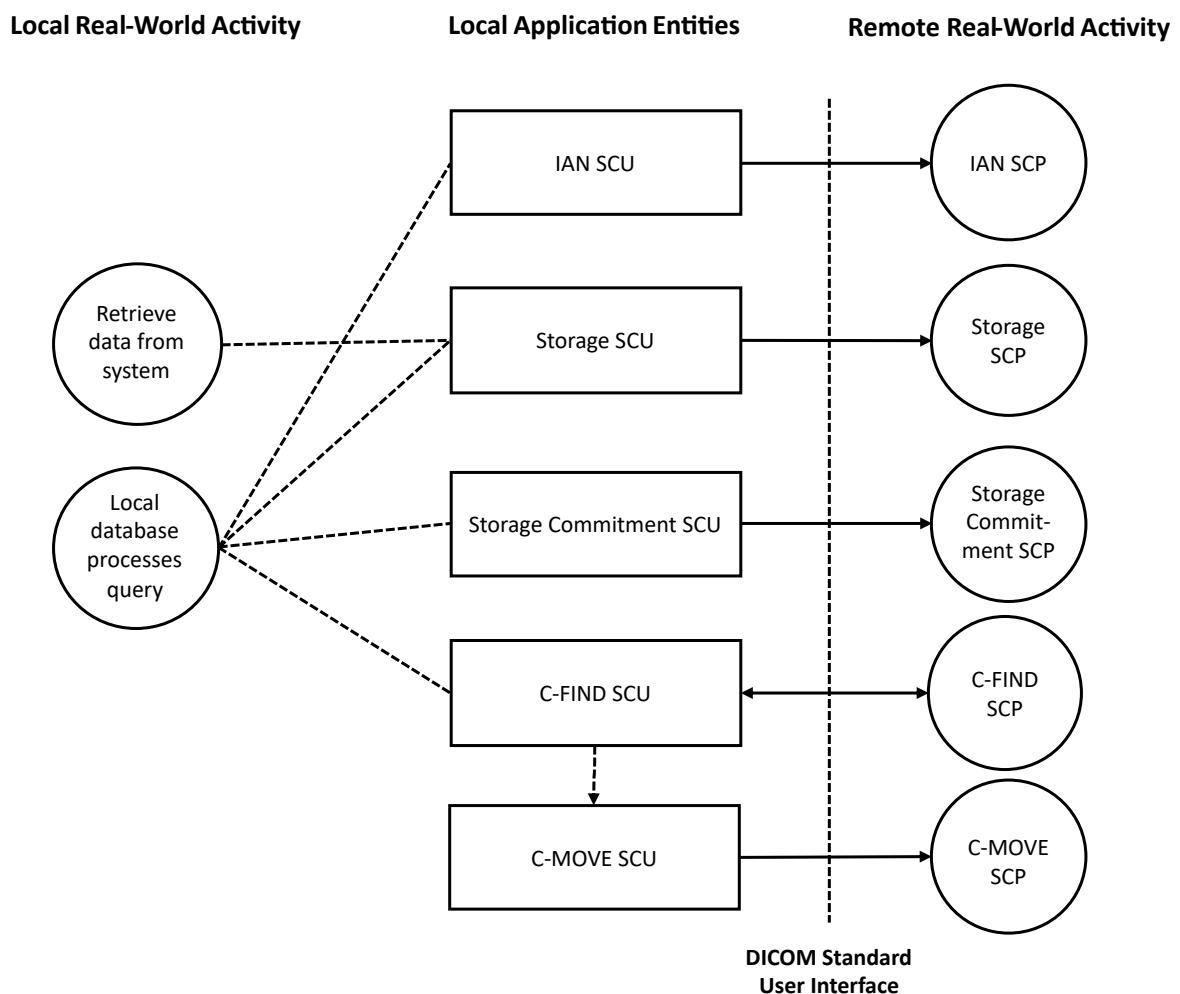 Local Real-World Activity
Local Application Entities
Remote Real-World Activity
IAN SCU
IAN SCP
Retrieve
data from
system
Storage SCU
Storage
SCP
Local
database
processes
query
Storage Commitment SCU
Storage
Commit-
ment SCP
C-FIND SCU
C-FIND
SCP
C-MOVE SCU
C-MOVE
SCP
DICOM Standard
User Interface